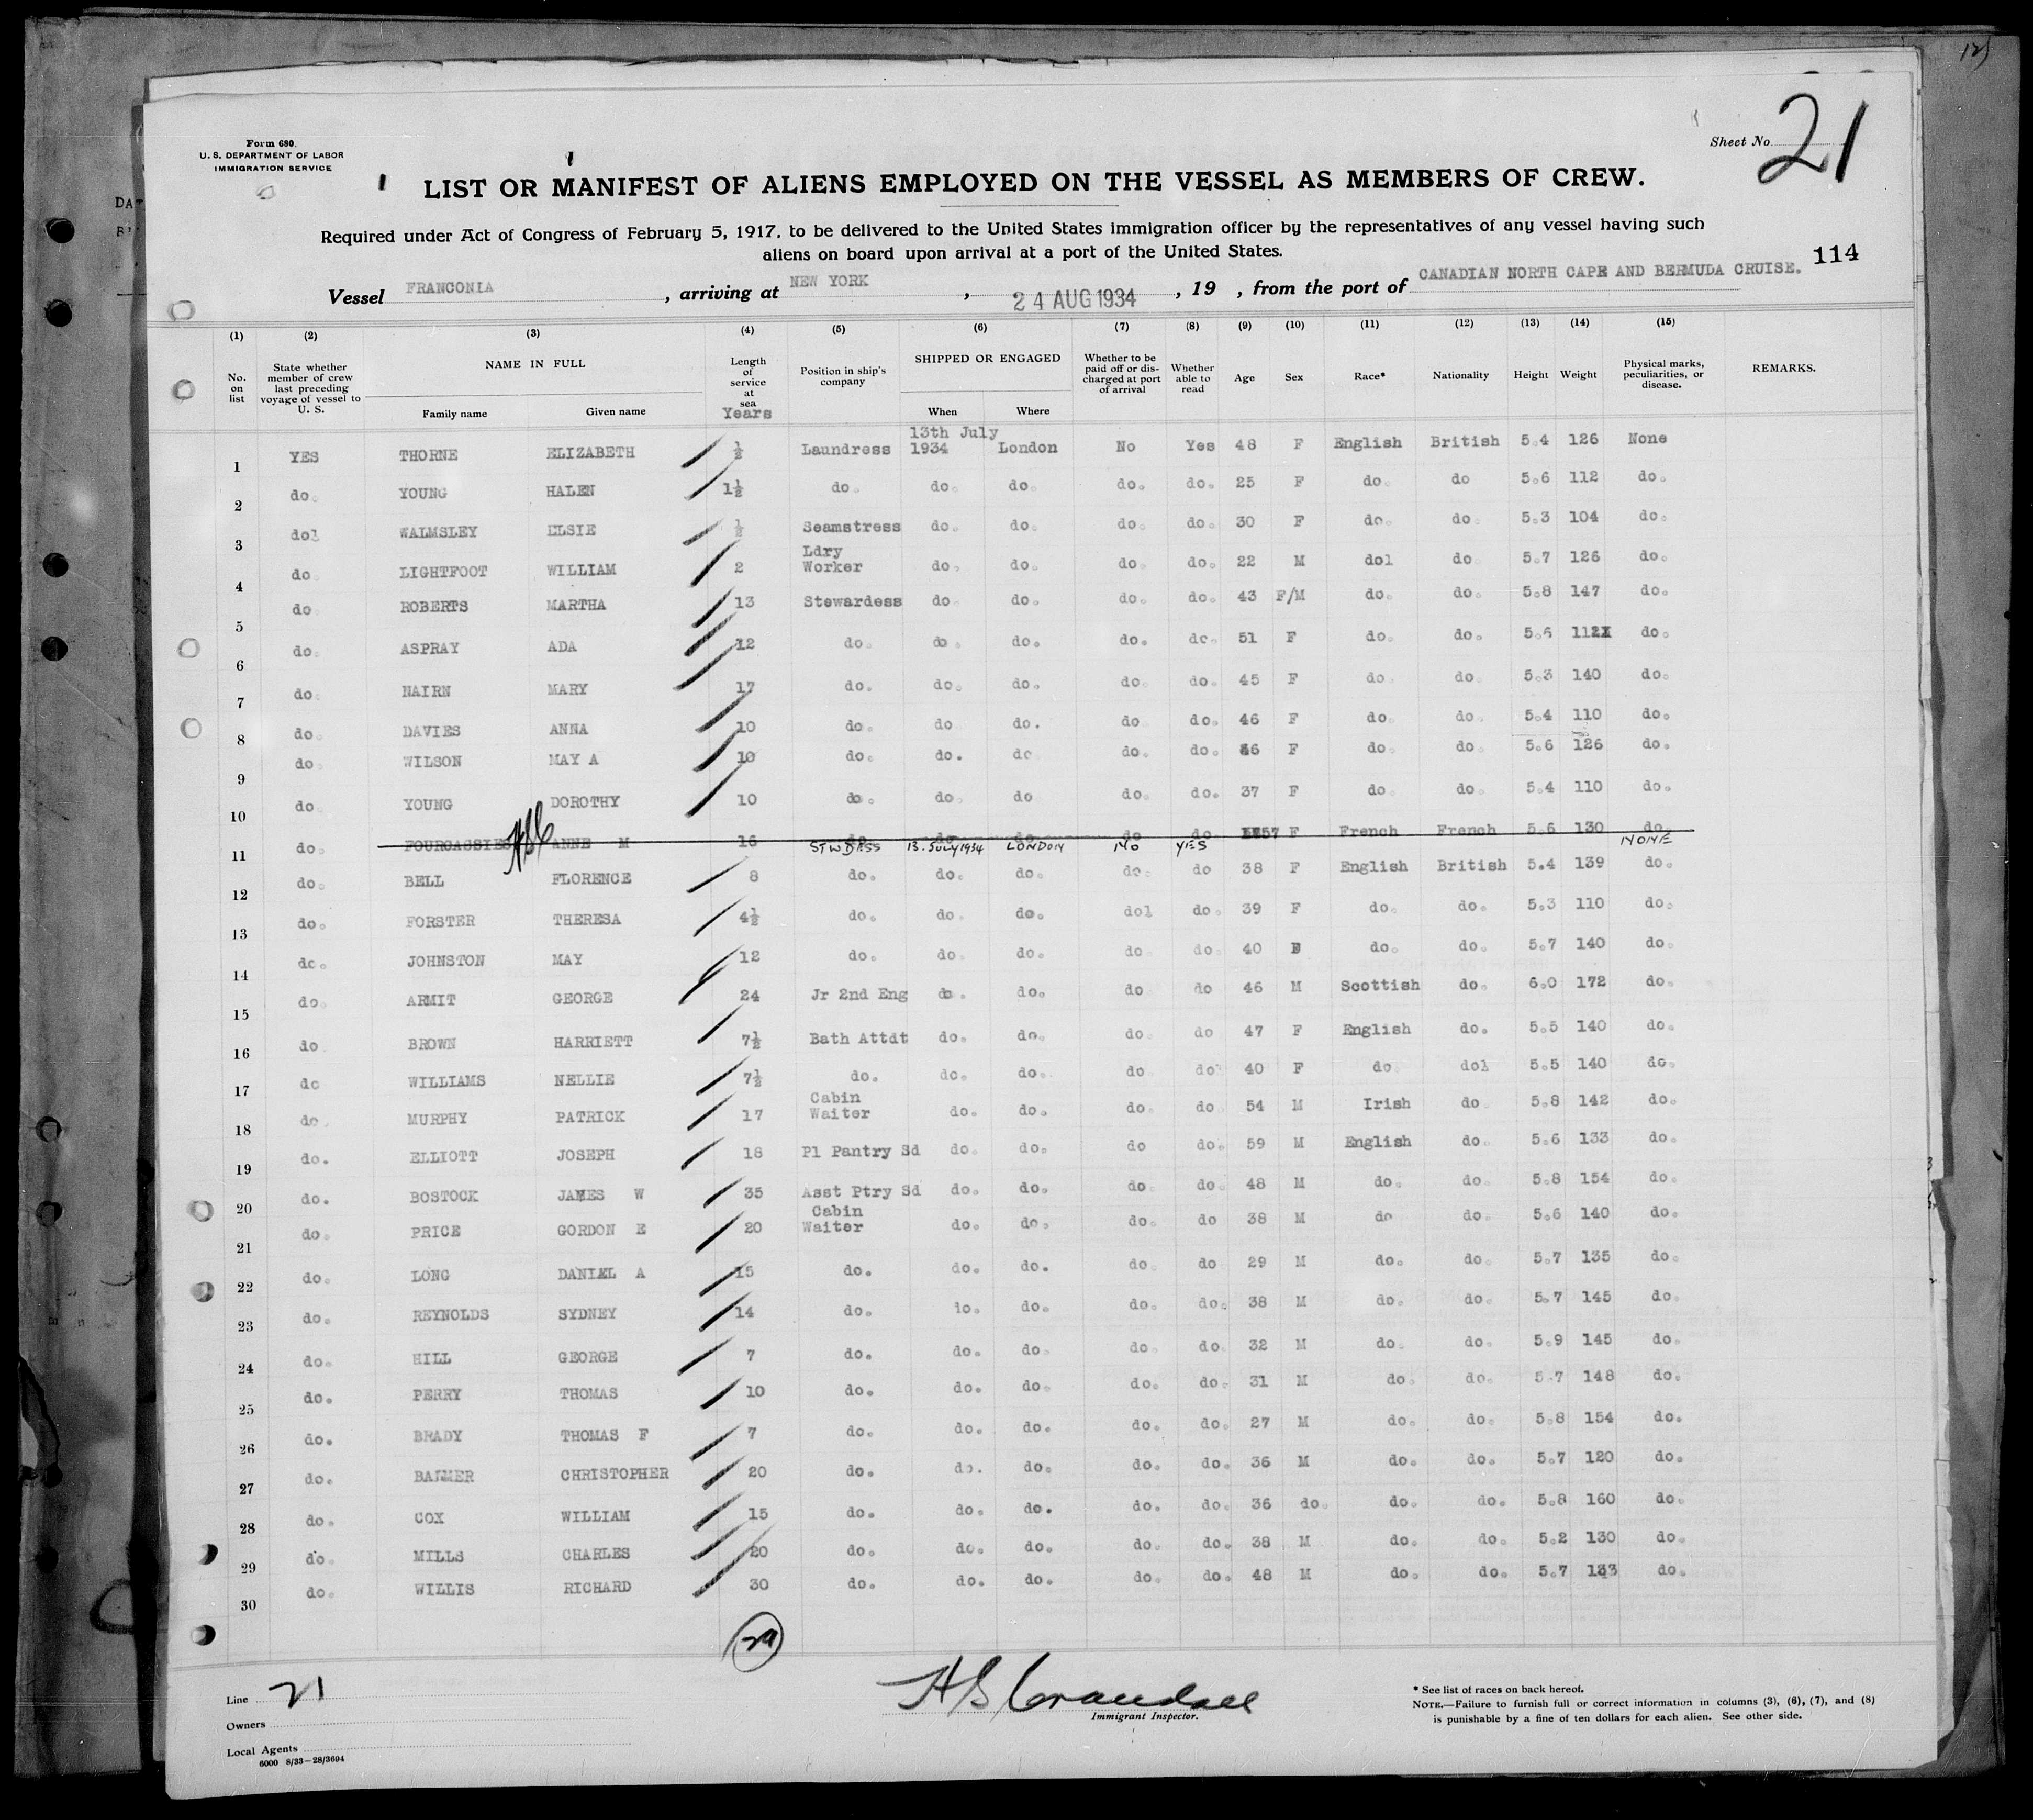 12)
Form 680.
U. S. DEPARTMENT OF LABOR
IMMIGRATION SERVICE
Sheet No. 21
LIST OR MANIFEST OF ALIENS EMPLOYED ON THE VESSEL AS MEMBERS OF CREW.
Required under Act of Congress of February 5, 1917, to be delivered to the United States immigration officer by the representatives of any vessel having such
aliens on board upon arrival at a port of the United States.
114
Vessel FRANCONIA , arriving at NEW YORK , 24 AUG 1934 , 19 , from the port of CANADIAN NORTH CAPE AND BERMUDA CRUISE.
(1) (2) (3) (4) (5) (6) (7) (8) (9) (10) (11) (12) (13) (14) (15)
No. on list State whether member of crew last preceding voyage of vessel to U. S. NAME IN FULL Family name Given name Length of service at sea Years Position in ship's company SHIPPED OR ENGAGED When Where Whether to be paid off or discharged at port of arrival Whether able to read Age Sex Race* Nationality Height Weight Physical marks, peculiarities, or disease. REMARKS.
1 YES THORNE ELIZABETH ½ Laundress 13th July 1934 London No Yes 48 F English British 5.4 126 None
2 do. YOUNG HALEN 1½ do. do. do. do. do. 25 F do. do 5.6 112 do.
3 dol WALMSLEY ELSIE ½ Seamstress do. do. do. do. 30 F do. do. 5.3 104 do.
4 do. LIGHTFOOT WILLIAM 2 Ldry Worker do. do. do. do. 22 M dol do 5.7 126 do.
5 do. ROBERTS MARTHA 13 Stewardess do do. do. do. 43 F/M do. do. 5.8 147 do.
6 do. ASPRAY ADA 12 do. do. do. do. do. 51 F do. do. 5.6 112 do.
7 do. NAIRN MARY 17 do. do. do. do. do. 45 F do. do. 5.3 140 do.
8 do. DAVIES ANNA 10 do. do do. do do. 46 F do. do. 5.4 110 do.
9 do. WILSON MAY A 10 do. do. do do. do. 46 F do. do. 5.6 126 do.
10 do. YOUNG DOROTHY 10 do. do. do do. do. 37 F do. do. 5.4 110 do.
11 do. FOURCASSIES ANNE M 16 do do do do do 57 F French French 5.6 130 do.
STWDESS 13. JULY 1934 LONDON NO YES NONE
12 do. BELL FLORENCE 8 do. do. do. do. do 38 F English British 5.4 139 do.
13 do. FORSTER THERESA 4½ do. do. do. dol do. 39 F do. do. 5.3 110 do.
14 do. JOHNSTON MAY 12 do. do. do. do do. 40 F do. do. 5.7 140 do.
15 do. ARMIT GEORGE 24 Jr 2nd Eng do. do. do do 46 M Scottish do. 6.0 172 do.
16 do. BROWN HARRIETT 7½ Bath Attdt do. do. do do 47 F English do. 5.5 140 do.
17 do WILLIAMS NELLIE 7½ do. do. do. do do 40 F do dol 5.5 140 do.
18 do. MURPHY PATRICK 17 Cabin Waiter do. do. do. do. 54 M Irish do 5.8 142 do.
19 do. ELLIOTT JOSEPH 18 Pl Pantry Sd do. do. do do. 59 M English do. 5.6 133 do.
20 do. BOSTOCK JAMES W 35 Asst Ptry Sd do. do. do do. 48 M do. do. 5.8 154 do.
21 do. PRICE GORDON E 20 Cabin Waiter do. do. do. do 38 M do do. 5.6 140 do.
22 do. LONG DANIEL A 15 do. do. do. do. do 29 M do. do. 5.7 135 do.
23 do. REYNOLDS SYDNEY 14 do. do. do. do. do. 38 M do. do. 5.7 145 do.
24 do. HILL GEORGE 7 do. do. do. do. do. 32 M do. do. 5.9 145 do.
25 do. PERRY THOMAS 10 do. do. do. do. do. 31 M do. do. 5.7 148 do.
26 do. BRADY THOMAS F 7 do. do. do. do. do. 27 M do. do. 5.8 154 do.
27 do. BALMER CHRISTOPHER 20 do. do. do. do. do. 36 M do. do. 5.7 120 do.
28 do. COX WILLIAM 15 do. do. do. do. do. 36 do. do. do. 5.8 160 do.
29 do. MILLS CHARLES 20 do. do. do. do. do. 38 M do. do. 5.2 130 do.
30 do. WILLIS RICHARD 30 do. do. do. do. do. 48 M do. do. 5.7 133 do.
29
Line 21
Owners
Local Agents
6000 8/33—28/3694
H S Crandall
Immigrant Inspector.
* See list of races on back hereof.
NOTE.—Failure to furnish full or correct information in columns (3), (6), (7), and (8)
is punishable by a fine of ten dollars for each alien. See other side.